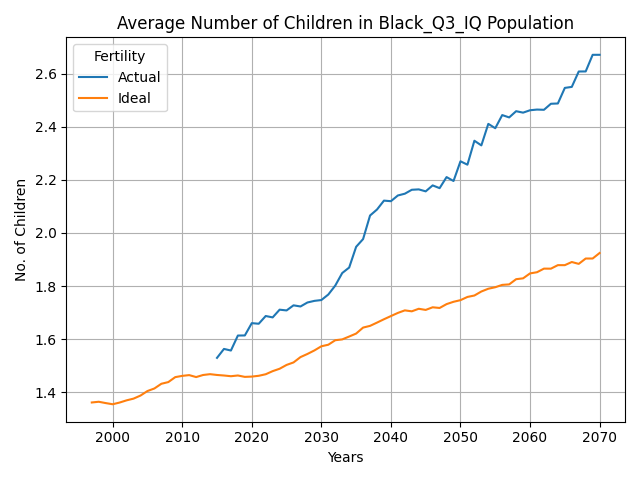 Average Number of Children in Black_Q3_IQ Population
Fertility
Actual
Ideal
No. of Children
2.6
2.4
2.2
2.0
1.8
1.6
1.4
2000 2010 2020 2030 2040 2050 2060 2070
Years